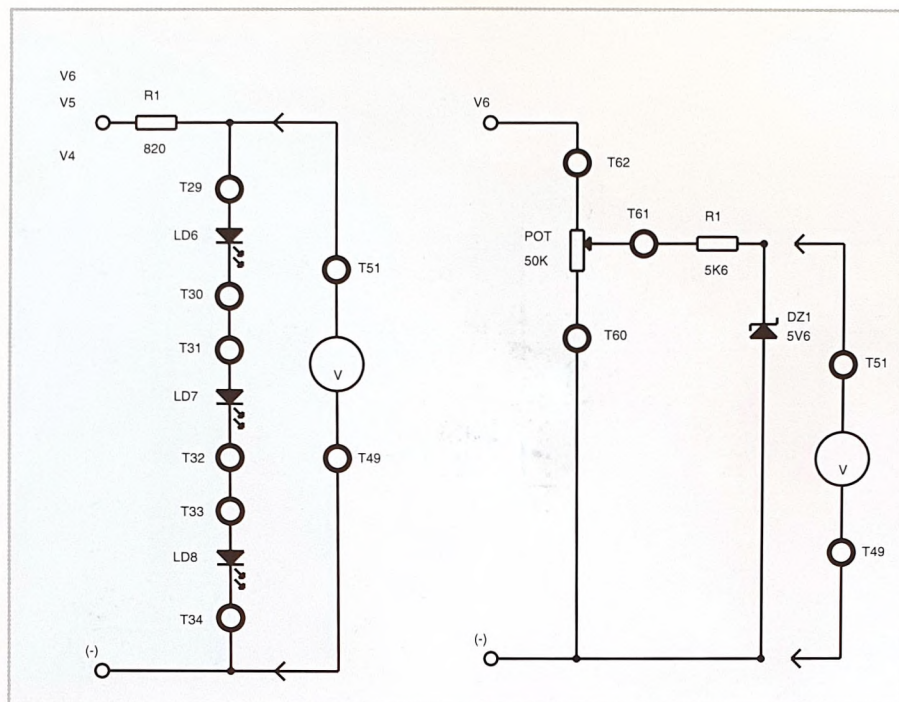 V6
V5
R1
V4
820
T29
LD6
T30
T51
T31
V
LD7
T32
T49
T33
LD8
T34
(-)
V6
T62
T61
R1
POT
50K
5K6
DZ1
5V6
T60
T51
V
T49
(-)